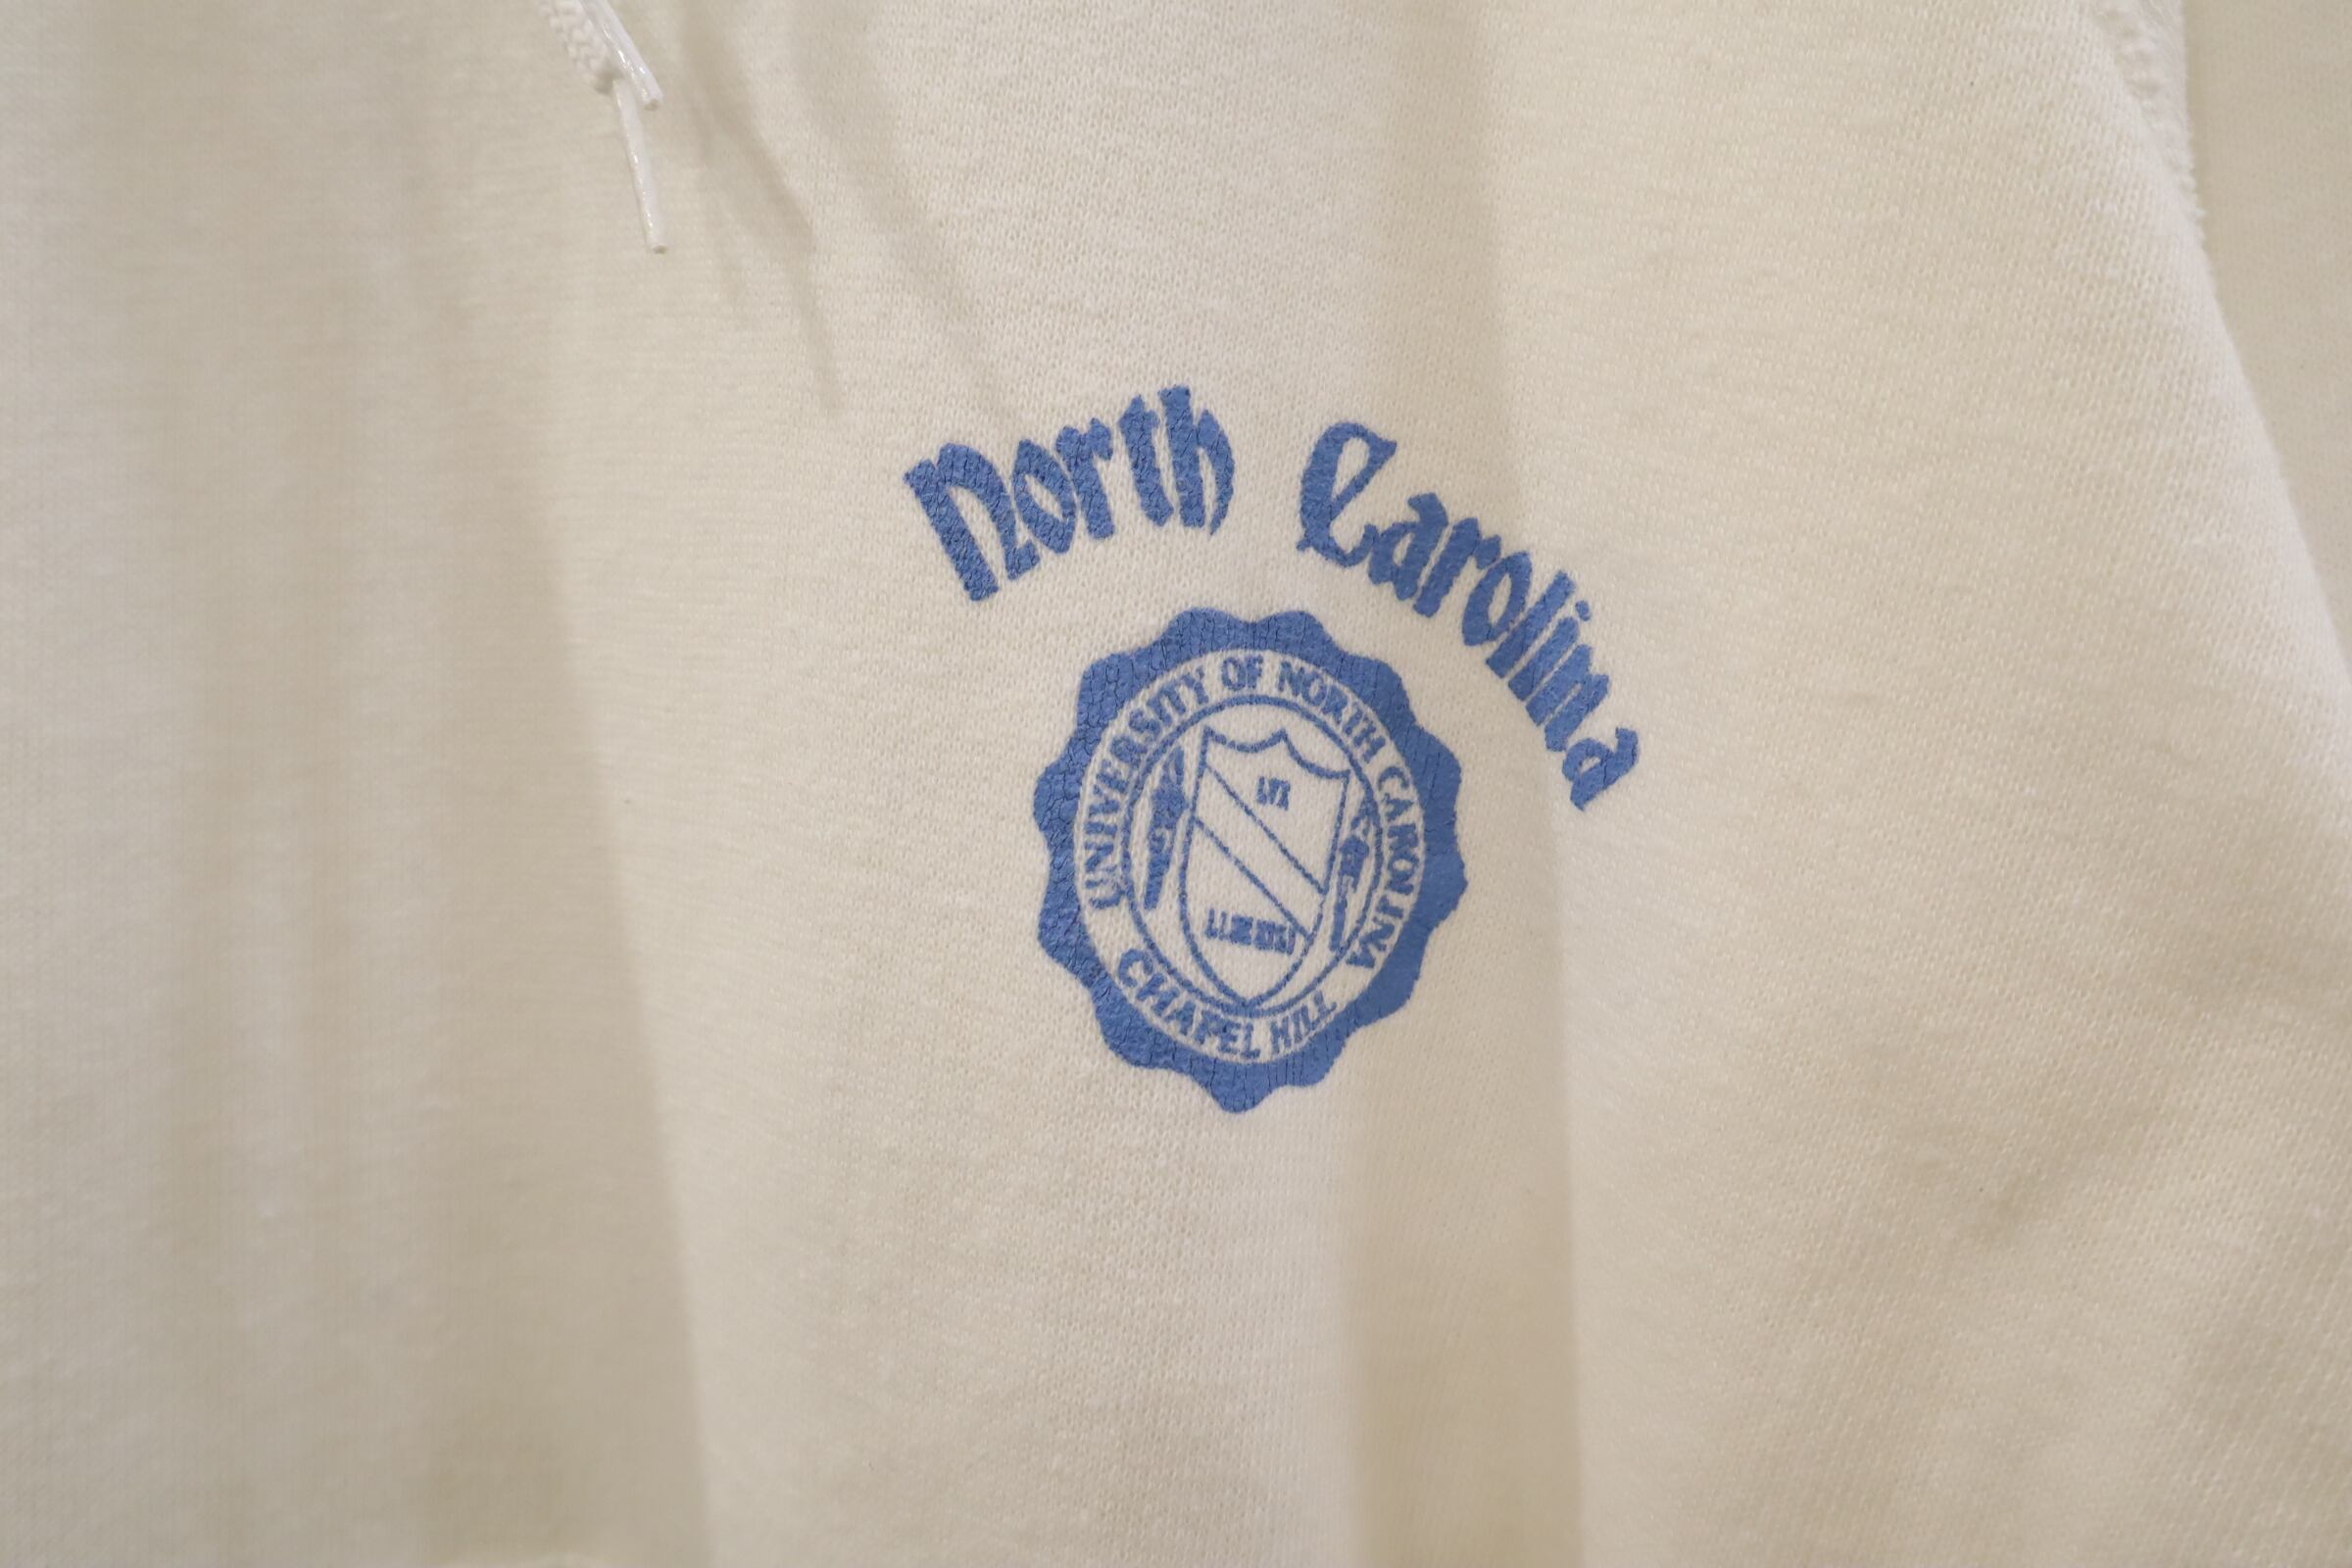 North Carolina
UNIVERSITY OF NORTH CAROLINA
CHAPEL HILL